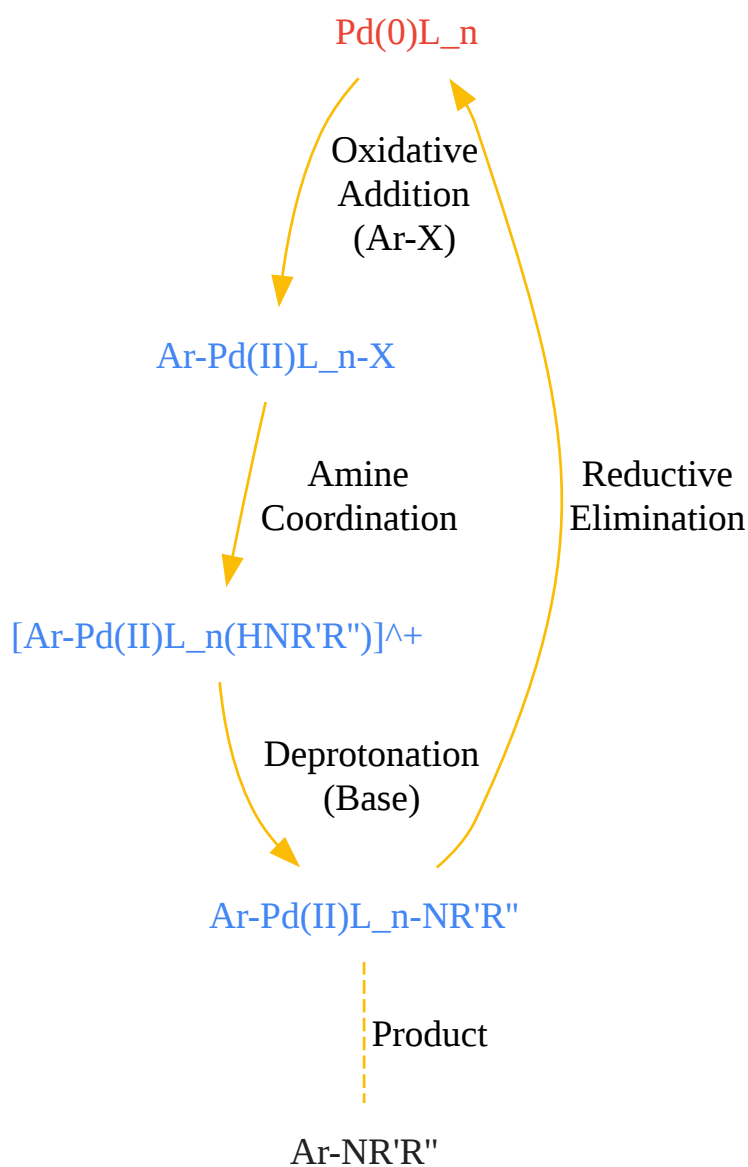 Pd(0)L_n
Oxidative
Addition
(Ar-X)
Ar-Pd(II)L_n-X
Amine
Coordination
Reductive
Elimination
[Ar-Pd(II)L_n(HNR'R'')]^+
Deprotonation
(Base)
Ar-Pd(II)L_n-NR'R''
Product
Ar-NR'R''